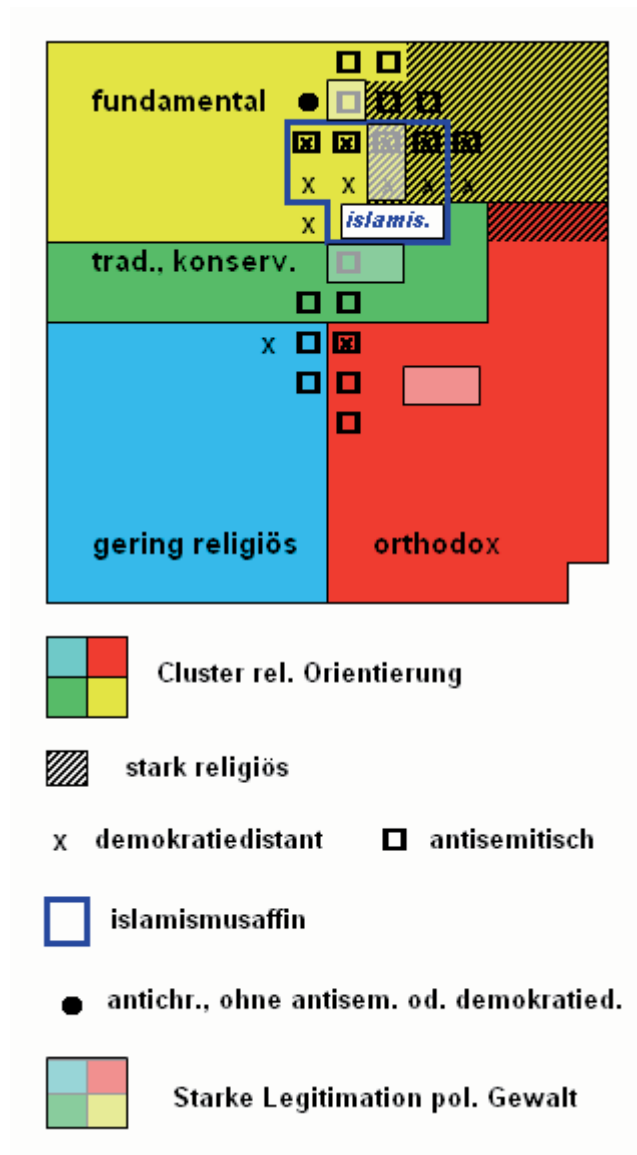 fundamental
x x x x x
x x x x x
x islamis.
trad., konserv.
x x
gering religiös orthodox
Cluster rel. Orientierung
stark religiös
x demokratiedistant antisemitisch
islamismusaffin
antichr., ohne antisem. od. demokratied.
Starke Legitimation pol. Gewalt